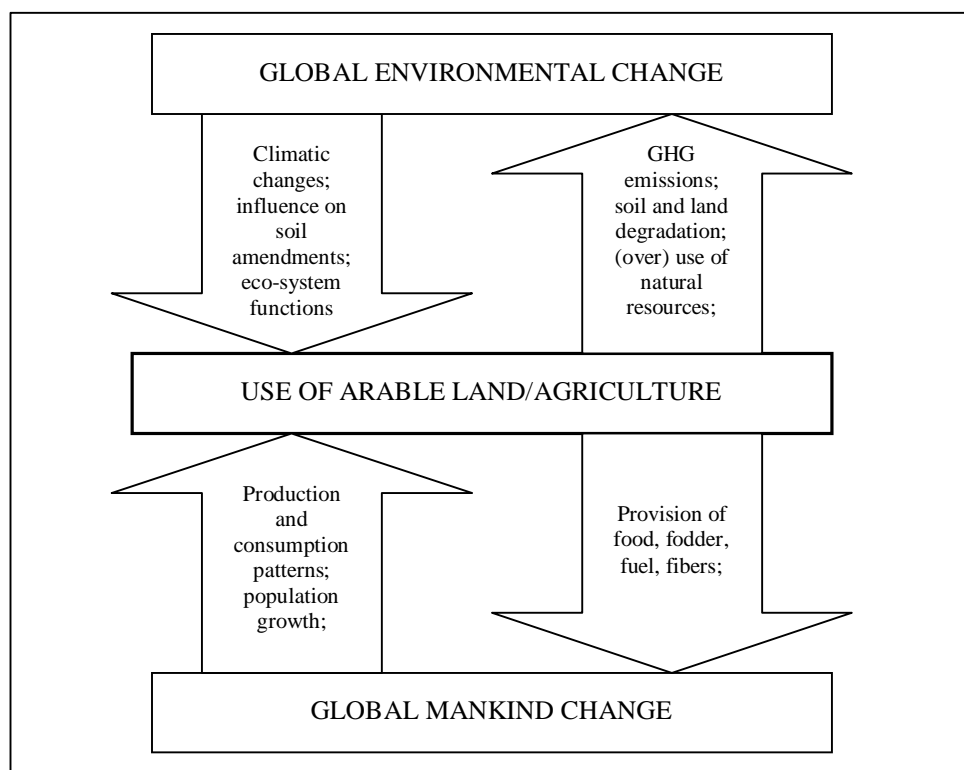 GLOBAL ENVIRONMENTAL CHANGE
Climatic
changes;
influence on
soil
amendments;
eco-system
functions
GHG
emissions;
soil and land
degradation;
(over) use of
natural
resources;
USE OF ARABLE LAND/AGRICULTURE
Production
and
consumption
patterns;
population
growth;
Provision of
food, fodder,
fuel, fibers;
GLOBAL MANKIND CHANGE